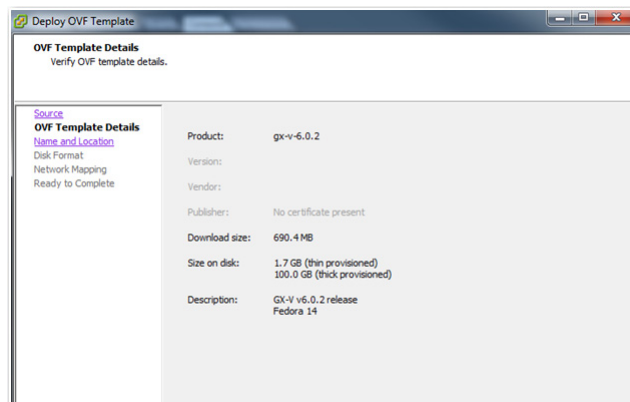 Deploy OVF Template
OVF Template Details
Verify OVF template details.
Source
OVF Template Details
Name and Location
Disk Format
Network Mapping
Ready to Complete
Product: gx-v-6.0.2
Version:
Vendor:
Publisher: No certificate present
Download size: 690.4 MB
Size on disk: 1.7 GB (thin provisioned)
100.0 GB (thick provisioned)
Description: GX-V v6.0.2 release
Fedora 14